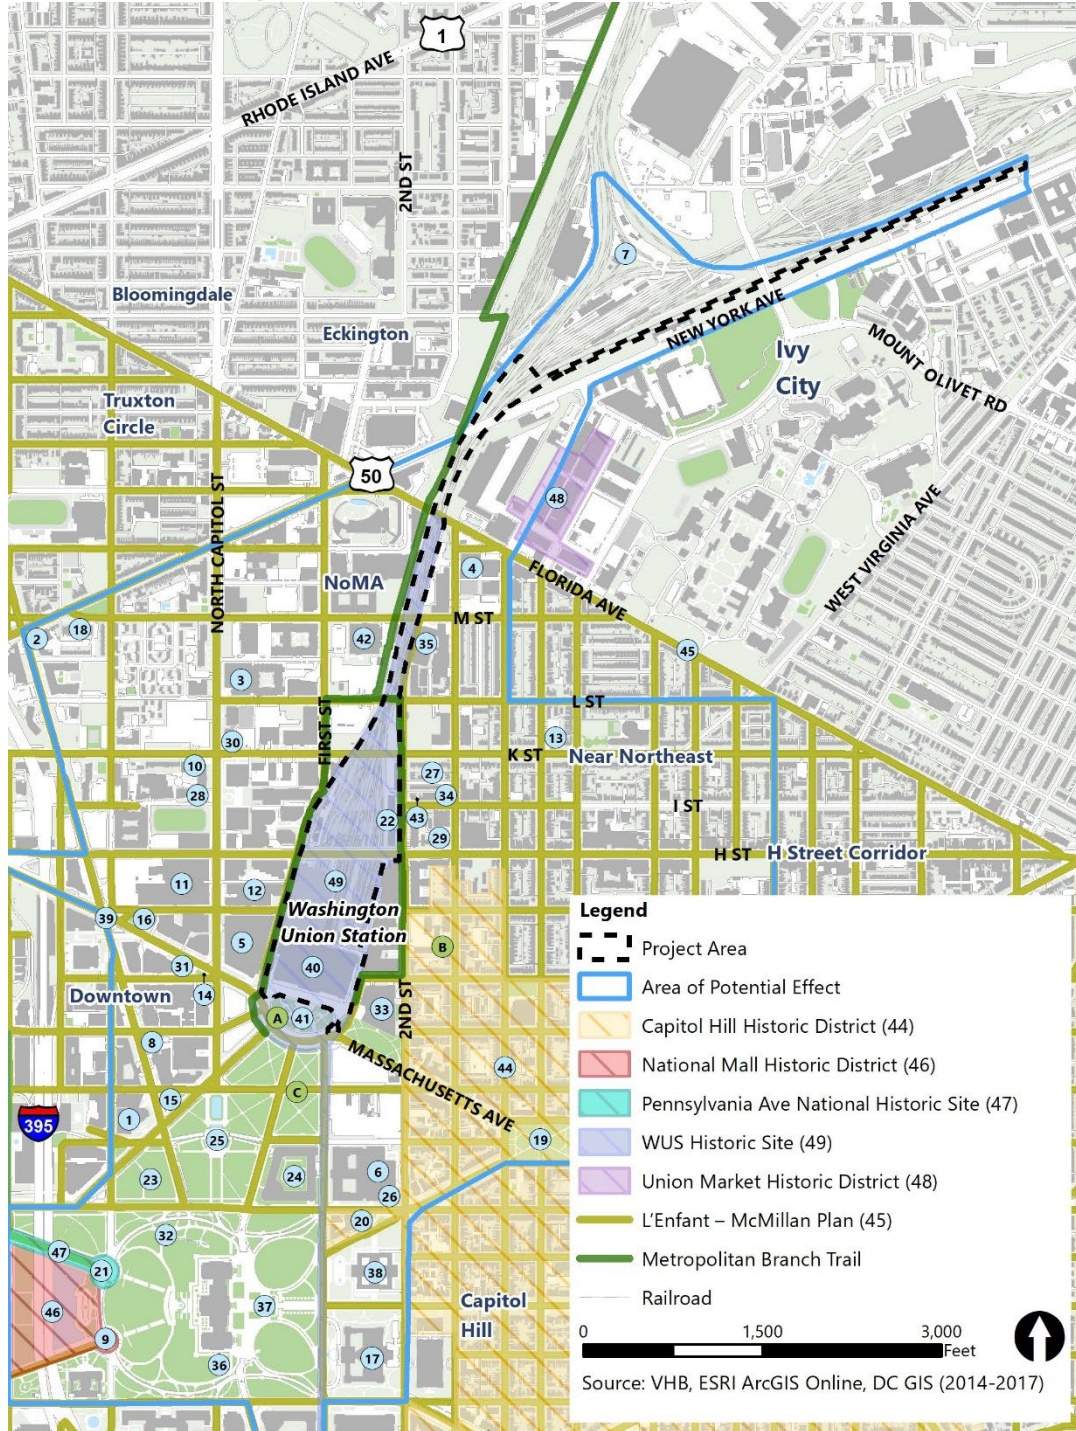 1
RHODE ISLAND AVE
2ND ST
7
Bloomingdale
Eckington
NEW YORK AVE
Ivy
City
MOUNT OLIVET RD
Truxton
Circle
50
48
NORTH CAPITOL ST
WEST VIRGINIA AVE
NoMA
4
FLORIDA AVE
M ST
2
18
42
35
45
3
FIRST ST
L ST
30
13
K ST
Near Northeast
10
27
28
34
I ST
22
43
29
H ST
H Street Corridor
11
12
49
Washington
Union Station
39
16
5
B
31
40
14
Downtown
33
2ND ST
A
41
8
MASSACHUSETTS AVE
44
C
15
395
1
25
19
23
24
6
26
20
32
47
21
38
46
37
Capitol
Hill
9
36
17
Legend
Project Area
Area of Potential Effect
Capitol Hill Historic District (44)
National Mall Historic District (46)
Pennsylvania Ave National Historic Site (47)
WUS Historic Site (49)
Union Market Historic District (48)
L'Enfant – McMillan Plan (45)
Metropolitan Branch Trail
Railroad
0 1,500 3,000
Feet
Source: VHB, ESRI ArcGIS Online, DC GIS (2014-2017)